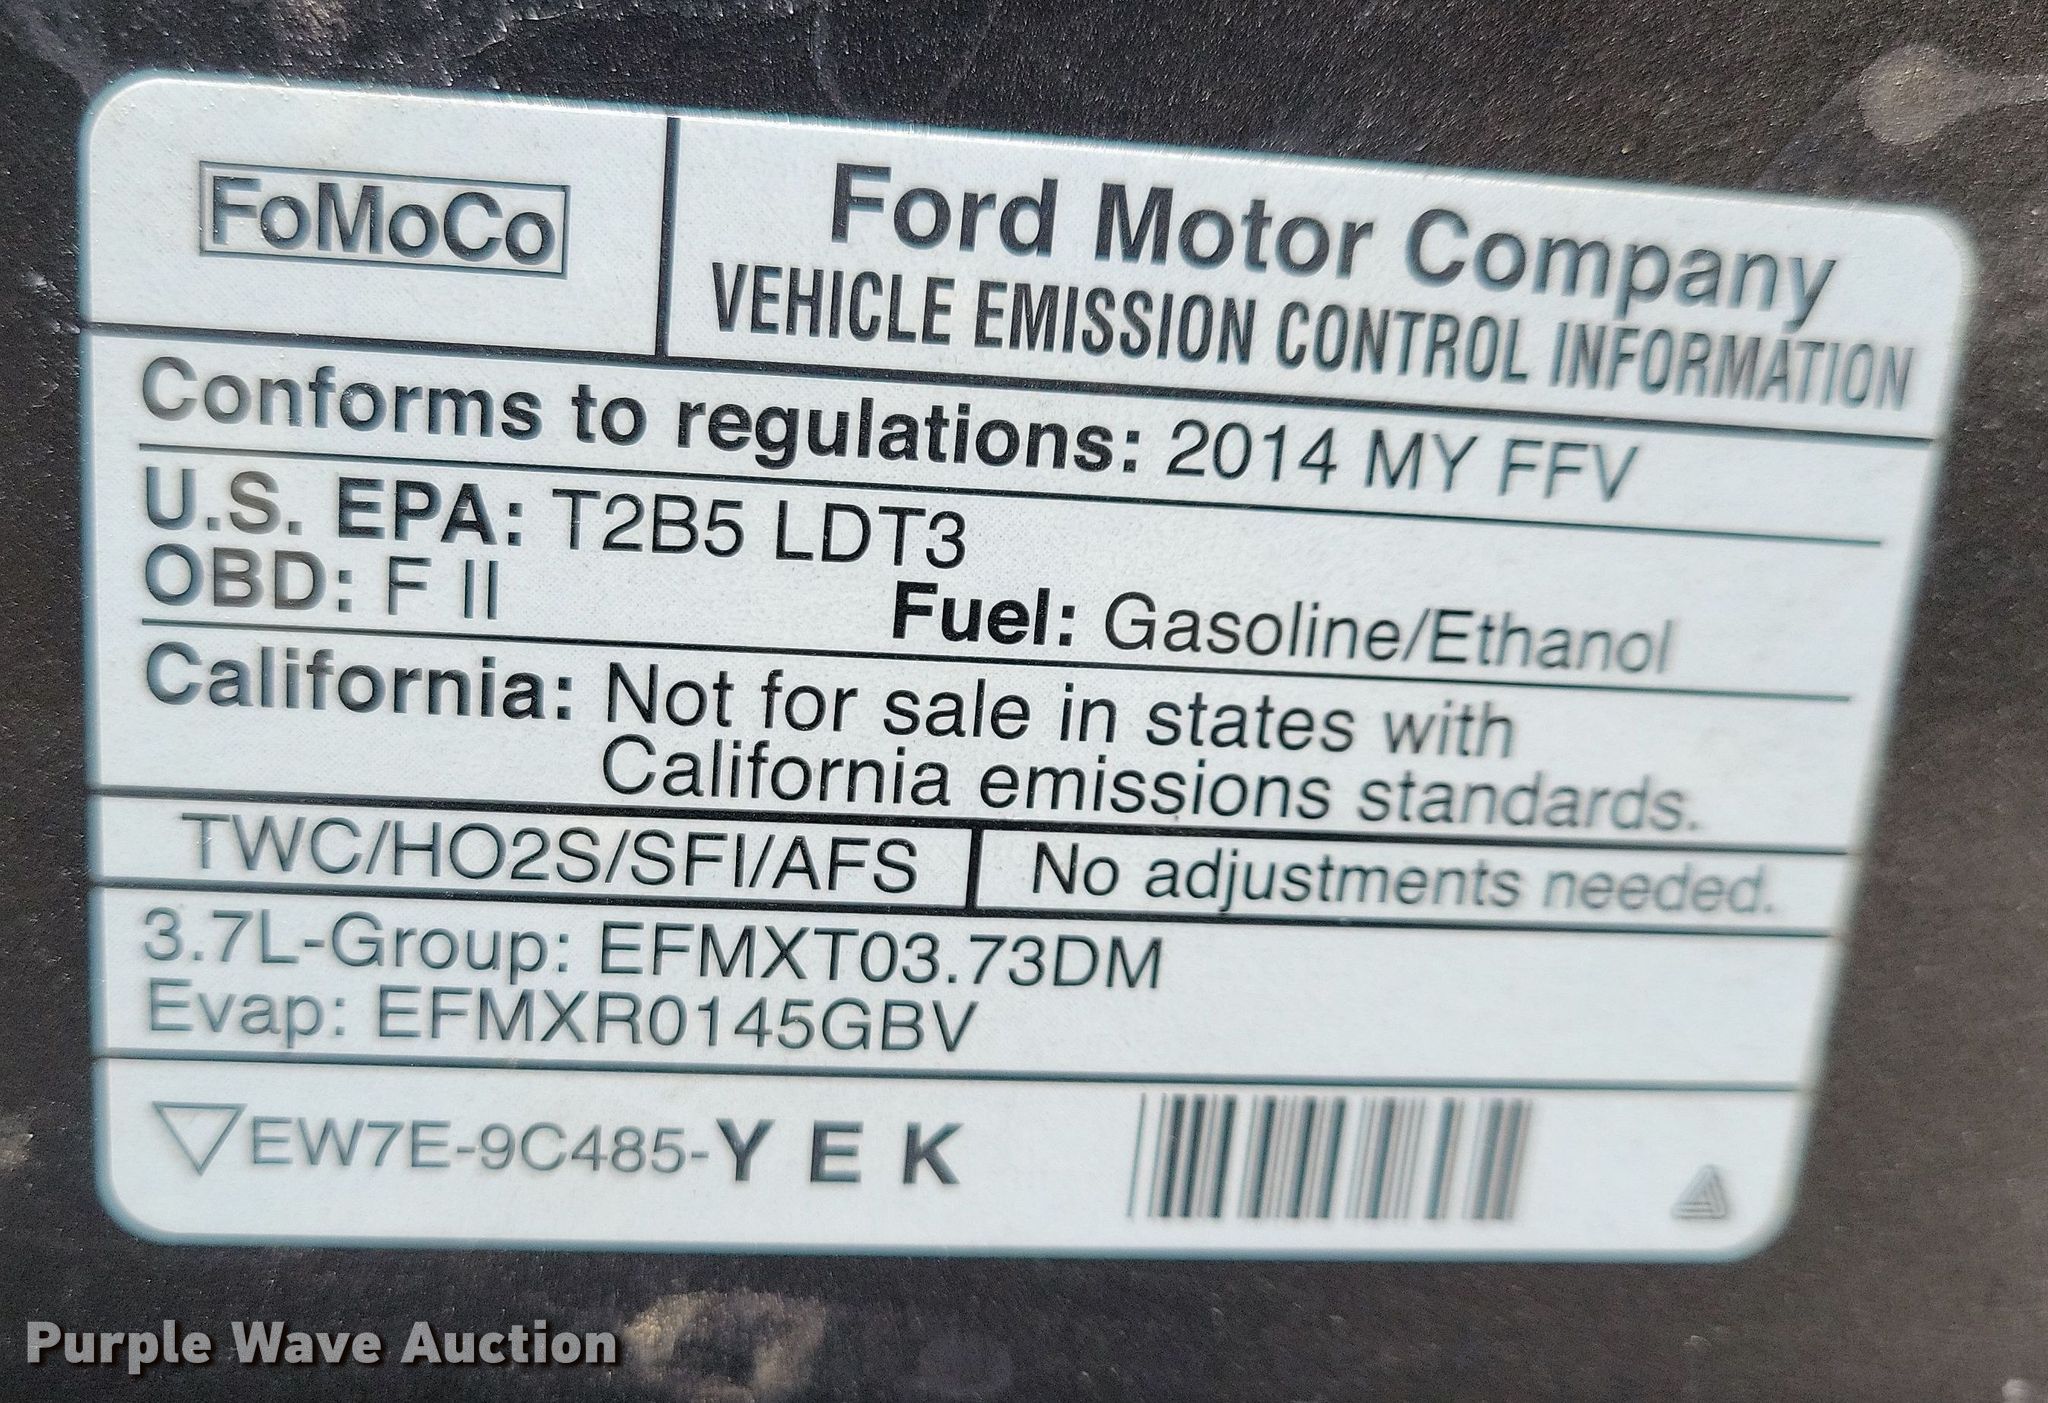 FoMoCo
Ford Motor Company
VEHICLE EMISSION CONTROL INFORMATION
Conforms to regulations: 2014 MY FFV
U.S. EPA: T2B5 LDT3
OBD: F II
Fuel: Gasoline/Ethanol
California: Not for sale in states with
California emissions standards.
TWC/HO2S/SFI/AFS
No adjustments needed.
3.7L-Group: EFMXT03.73DM
Evap: EFMXR0145GBV
EW7E-9C485-Y E K
Purple Wave Auction